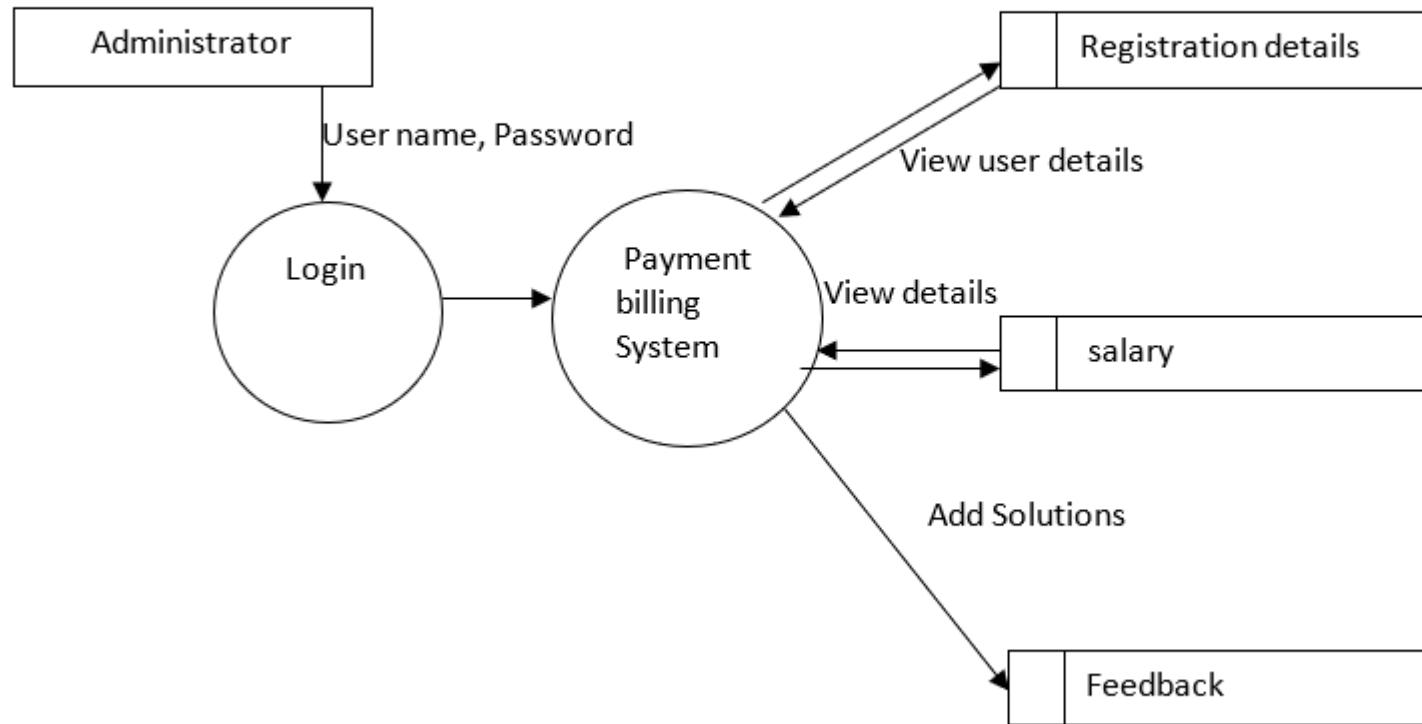 Administrator
Registration details
User name, Password
View user details
Login
Payment
billing
System
View details
salary
Add Solutions
Feedback